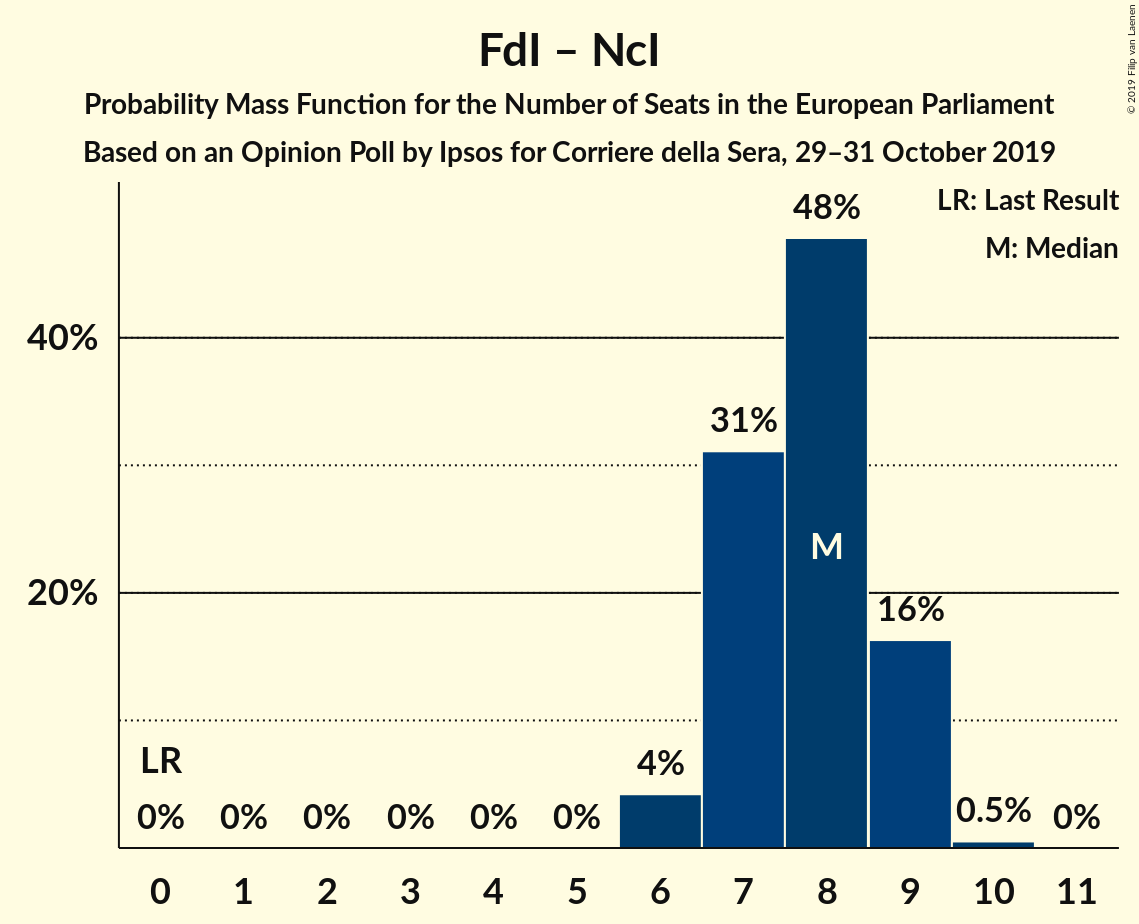 FdI – NcI
Probability Mass Function for the Number of Seats in the European Parliament
Based on an Opinion Poll by Ipsos for Corriere della Sera, 29–31 October 2019
© 2019 Filip van Laenen
LR: Last Result
M: Median
48%
40%
31%
M
20%
16%
LR
4%
0% 0% 0% 0% 0% 0% 0.5% 0%
0 1 2 3 4 5 6 7 8 9 10 11